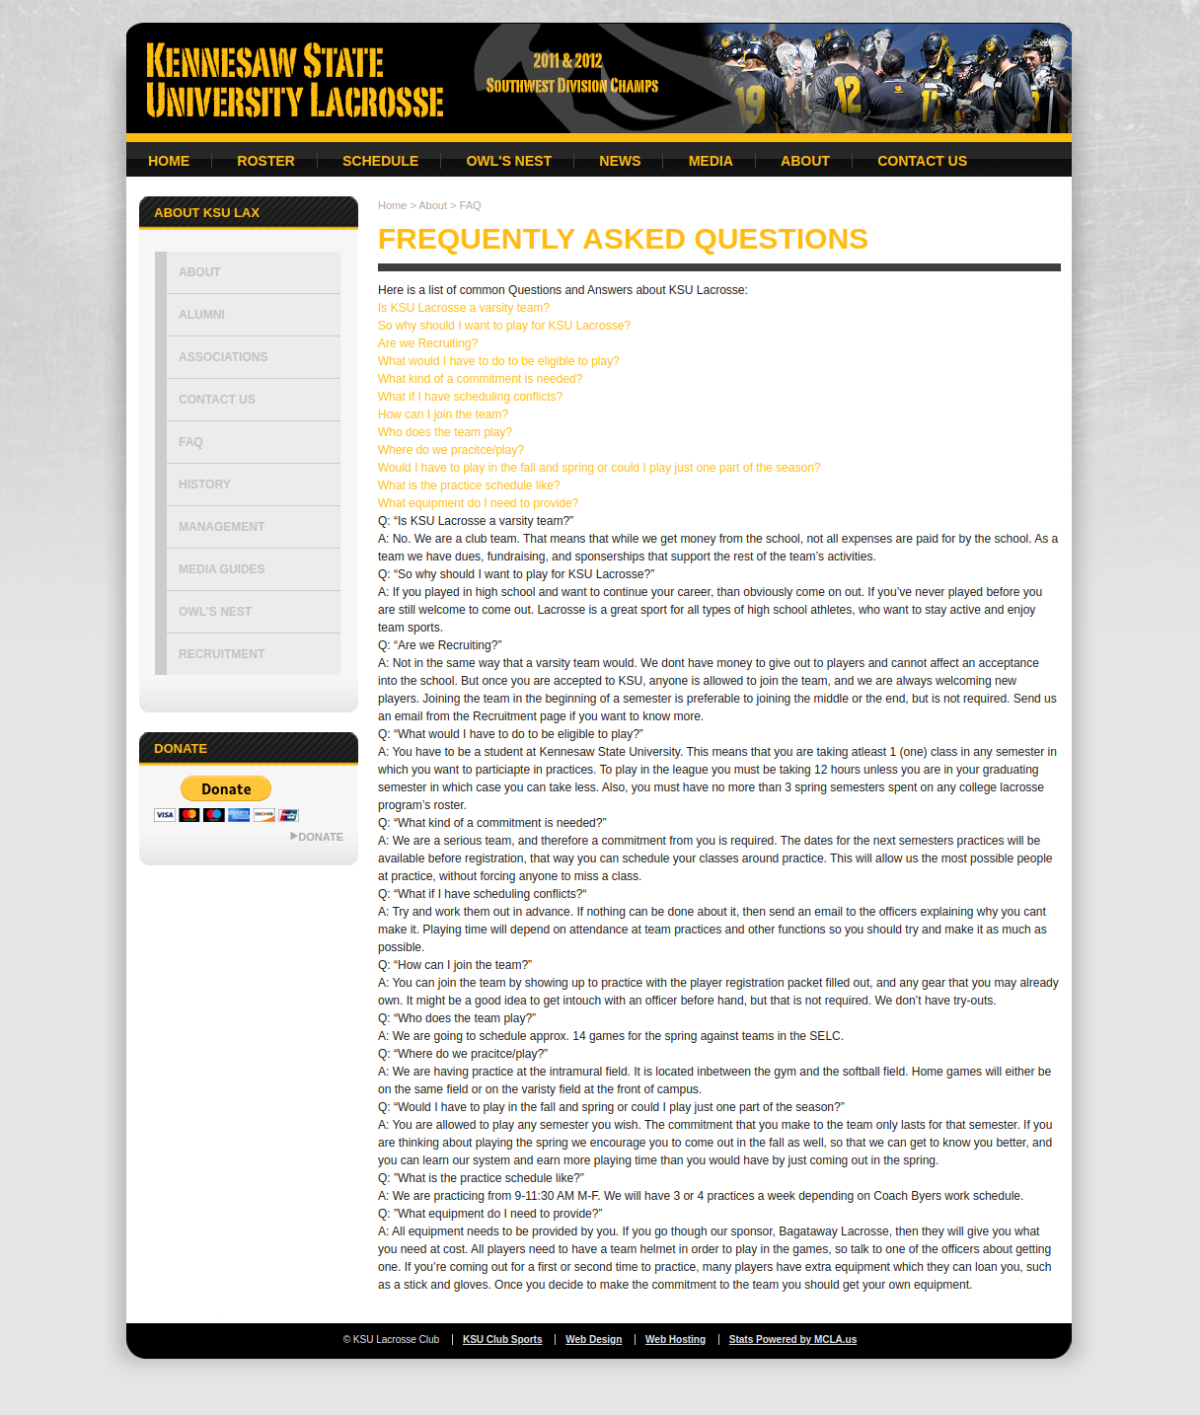 KENNESAW STATE
UNIVERSITY LACROSSE
2011 & 2012
SOUTHWEST DIVISION CHAMPS
19 12 17
HOME ROSTER SCHEDULE OWL'S NEST NEWS MEDIA ABOUT CONTACT US
ABOUT KSU LAX
ABOUT
ALUMNI
ASSOCIATIONS
CONTACT US
FAQ
HISTORY
MANAGEMENT
MEDIA GUIDES
OWL'S NEST
RECRUITMENT
DONATE
Donate
VISA
DISCOVER
DONATE
Home > About > FAQ
FREQUENTLY ASKED QUESTIONS
Here is a list of common Questions and Answers about KSU Lacrosse:
Is KSU Lacrosse a varsity team?
So why should I want to play for KSU Lacrosse?
Are we Recruiting?
What would I have to do to be eligible to play?
What kind of a commitment is needed?
What if I have scheduling conflicts?
How can I join the team?
Who does the team play?
Where do we pracitce/play?
Would I have to play in the fall and spring or could I play just one part of the season?
What is the practice schedule like?
What equipment do I need to provide?
Q: “Is KSU Lacrosse a varsity team?”
A: No. We are a club team. That means that while we get money from the school, not all expenses are paid for by the school. As a
team we have dues, fundraising, and sponserships that support the rest of the team’s activities.
Q: “So why should I want to play for KSU Lacrosse?”
A: If you played in high school and want to continue your career, than obviously come on out. If you’ve never played before you
are still welcome to come out. Lacrosse is a great sport for all types of high school athletes, who want to stay active and enjoy
team sports.
Q: “Are we Recruiting?”
A: Not in the same way that a varsity team would. We dont have money to give out to players and cannot affect an acceptance
into the school. But once you are accepted to KSU, anyone is allowed to join the team, and we are always welcoming new
players. Joining the team in the beginning of a semester is preferable to joining the middle or the end, but is not required. Send us
an email from the Recruitment page if you want to know more.
Q: “What would I have to do to be eligible to play?”
A: You have to be a student at Kennesaw State University. This means that you are taking atleast 1 (one) class in any semester in
which you want to particiapte in practices. To play in the league you must be taking 12 hours unless you are in your graduating
semester in which case you can take less. Also, you must have no more than 3 spring semesters spent on any college lacrosse
program’s roster.
Q: “What kind of a commitment is needed?”
A: We are a serious team, and therefore a commitment from you is required. The dates for the next semesters practices will be
available before registration, that way you can schedule your classes around practice. This will allow us the most possible people
at practice, without forcing anyone to miss a class.
Q: “What if I have scheduling conflicts?“
A: Try and work them out in advance. If nothing can be done about it, then send an email to the officers explaining why you cant
make it. Playing time will depend on attendance at team practices and other functions so you should try and make it as much as
possible.
Q: “How can I join the team?”
A: You can join the team by showing up to practice with the player registration packet filled out, and any gear that you may already
own. It might be a good idea to get intouch with an officer before hand, but that is not required. We don’t have try-outs.
Q: “Who does the team play?”
A: We are going to schedule approx. 14 games for the spring against teams in the SELC.
Q: “Where do we pracitce/play?”
A: We are having practice at the intramural field. It is located inbetween the gym and the softball field. Home games will either be
on the same field or on the varisty field at the front of campus.
Q: “Would I have to play in the fall and spring or could I play just one part of the season?”
A: You are allowed to play any semester you wish. The commitment that you make to the team only lasts for that semester. If you
are thinking about playing the spring we encourage you to come out in the fall as well, so that we can get to know you better, and
you can learn our system and earn more playing time than you would have by just coming out in the spring.
Q: ”What is the practice schedule like?”
A: We are practicing from 9-11:30 AM M-F. We will have 3 or 4 practices a week depending on Coach Byers work schedule.
Q: ”What equipment do I need to provide?”
A: All equipment needs to be provided by you. If you go though our sponsor, Bagataway Lacrosse, then they will give you what
you need at cost. All players need to have a team helmet in order to play in the games, so talk to one of the officers about getting
one. If you’re coming out for a first or second time to practice, many players have extra equipment which they can loan you, such
as a stick and gloves. Once you decide to make the commitment to the team you should get your own equipment.
© KSU Lacrosse Club | KSU Club Sports | Web Design | Web Hosting | Stats Powered by MCLA.us